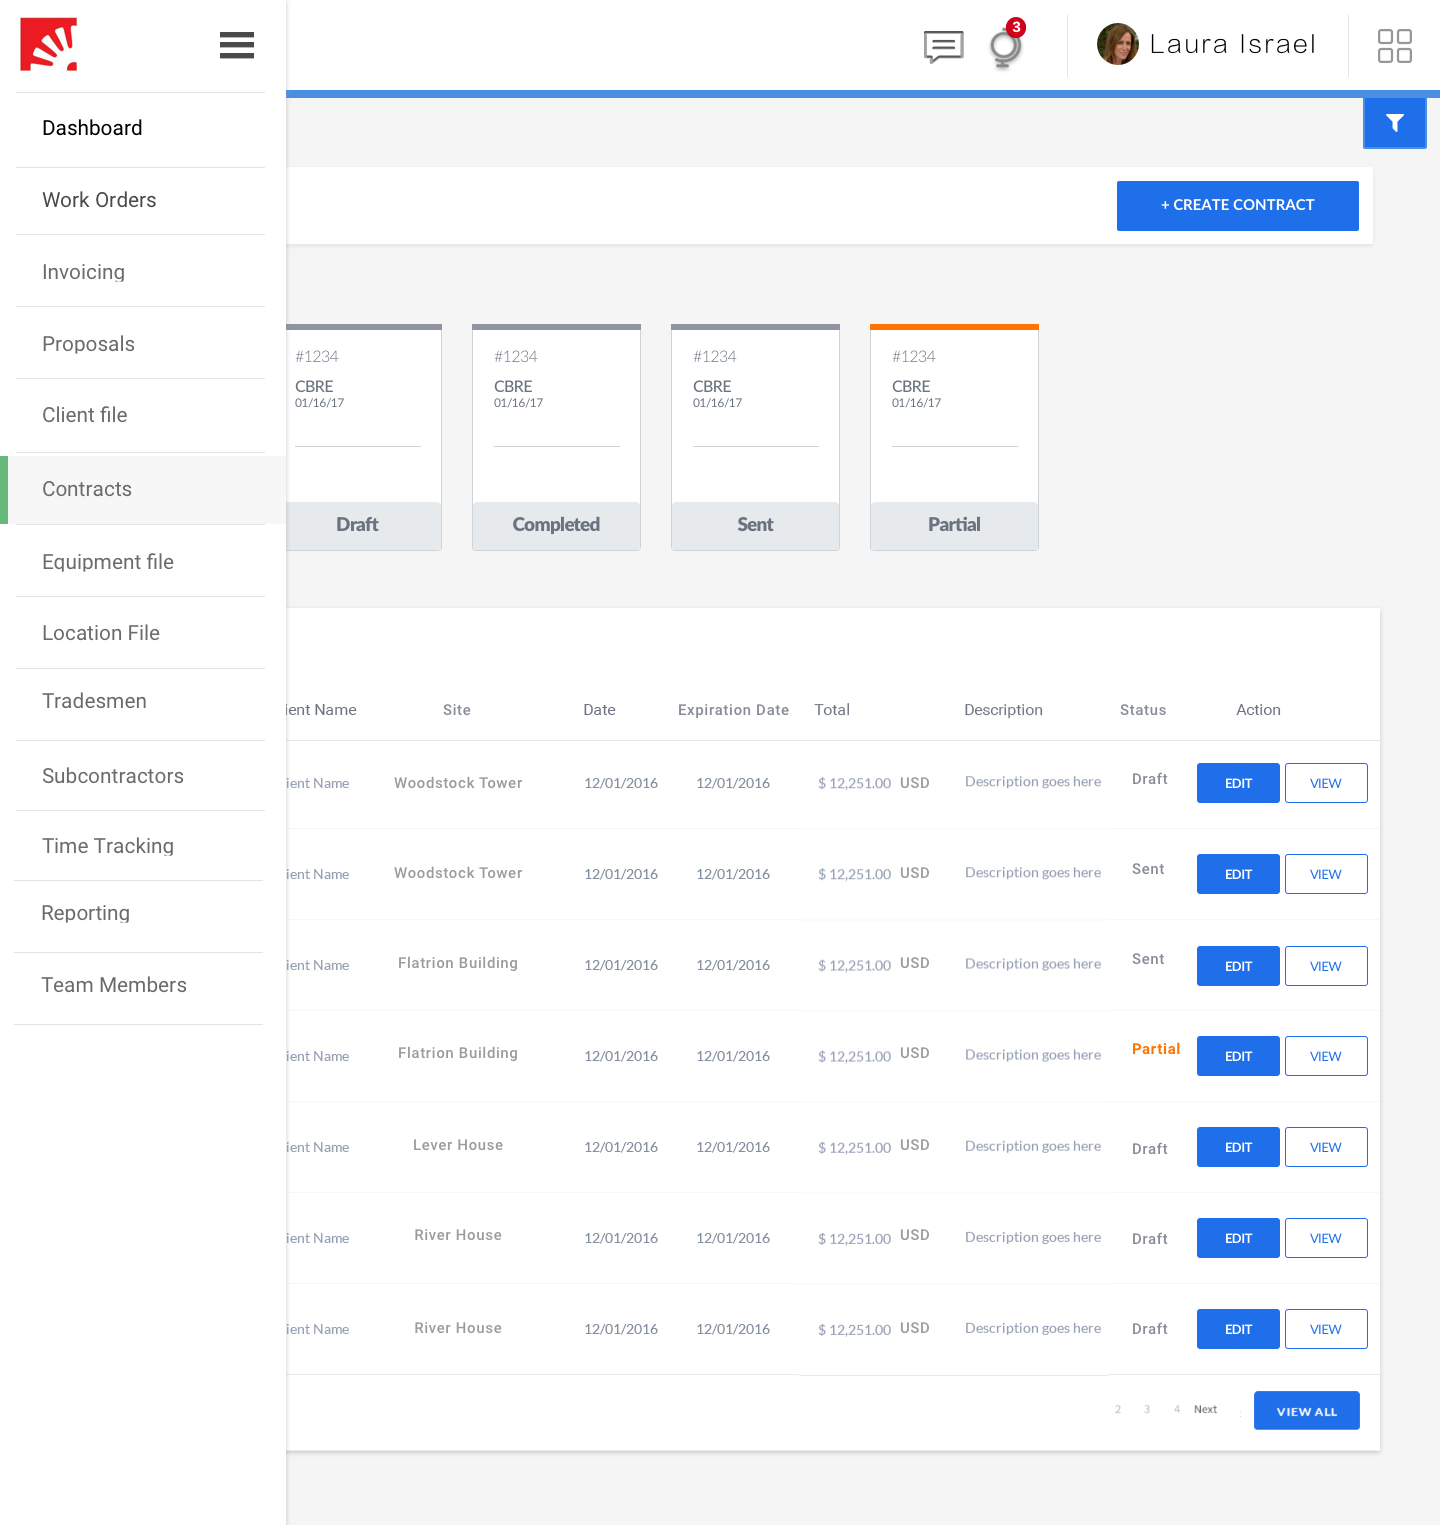 3
Laura Israel
Dashboard
Work Orders
Invoicing
Proposals
Client file
Contracts
Equipment file
Location File
Tradesmen
Subcontractors
Time Tracking
Reporting
Team Members
+ CREATE CONTRACT
#1234 #1234 #1234 #1234
CBRE CBRE CBRE CBRE
01/16/17 01/16/17 01/16/17 01/16/17
Draft Completed Sent Partial
ient Name Site Date Expiration Date Total Description Status Action
ient Name Woodstock Tower 12/01/2016 12/01/2016 $ 12,251.00 USD Description goes here Draft EDIT VIEW
ient Name Woodstock Tower 12/01/2016 12/01/2016 $ 12,251.00 USD Description goes here Sent EDIT VIEW
ient Name Flatrion Building 12/01/2016 12/01/2016 $ 12,251.00 USD Description goes here Sent EDIT VIEW
ient Name Flatrion Building 12/01/2016 12/01/2016 $ 12,251.00 USD Description goes here Partial EDIT VIEW
ient Name Lever House 12/01/2016 12/01/2016 $ 12,251.00 USD Description goes here Draft EDIT VIEW
ient Name River House 12/01/2016 12/01/2016 $ 12,251.00 USD Description goes here Draft EDIT VIEW
ient Name River House 12/01/2016 12/01/2016 $ 12,251.00 USD Description goes here Draft EDIT VIEW
2 3 4 Next VIEW ALL